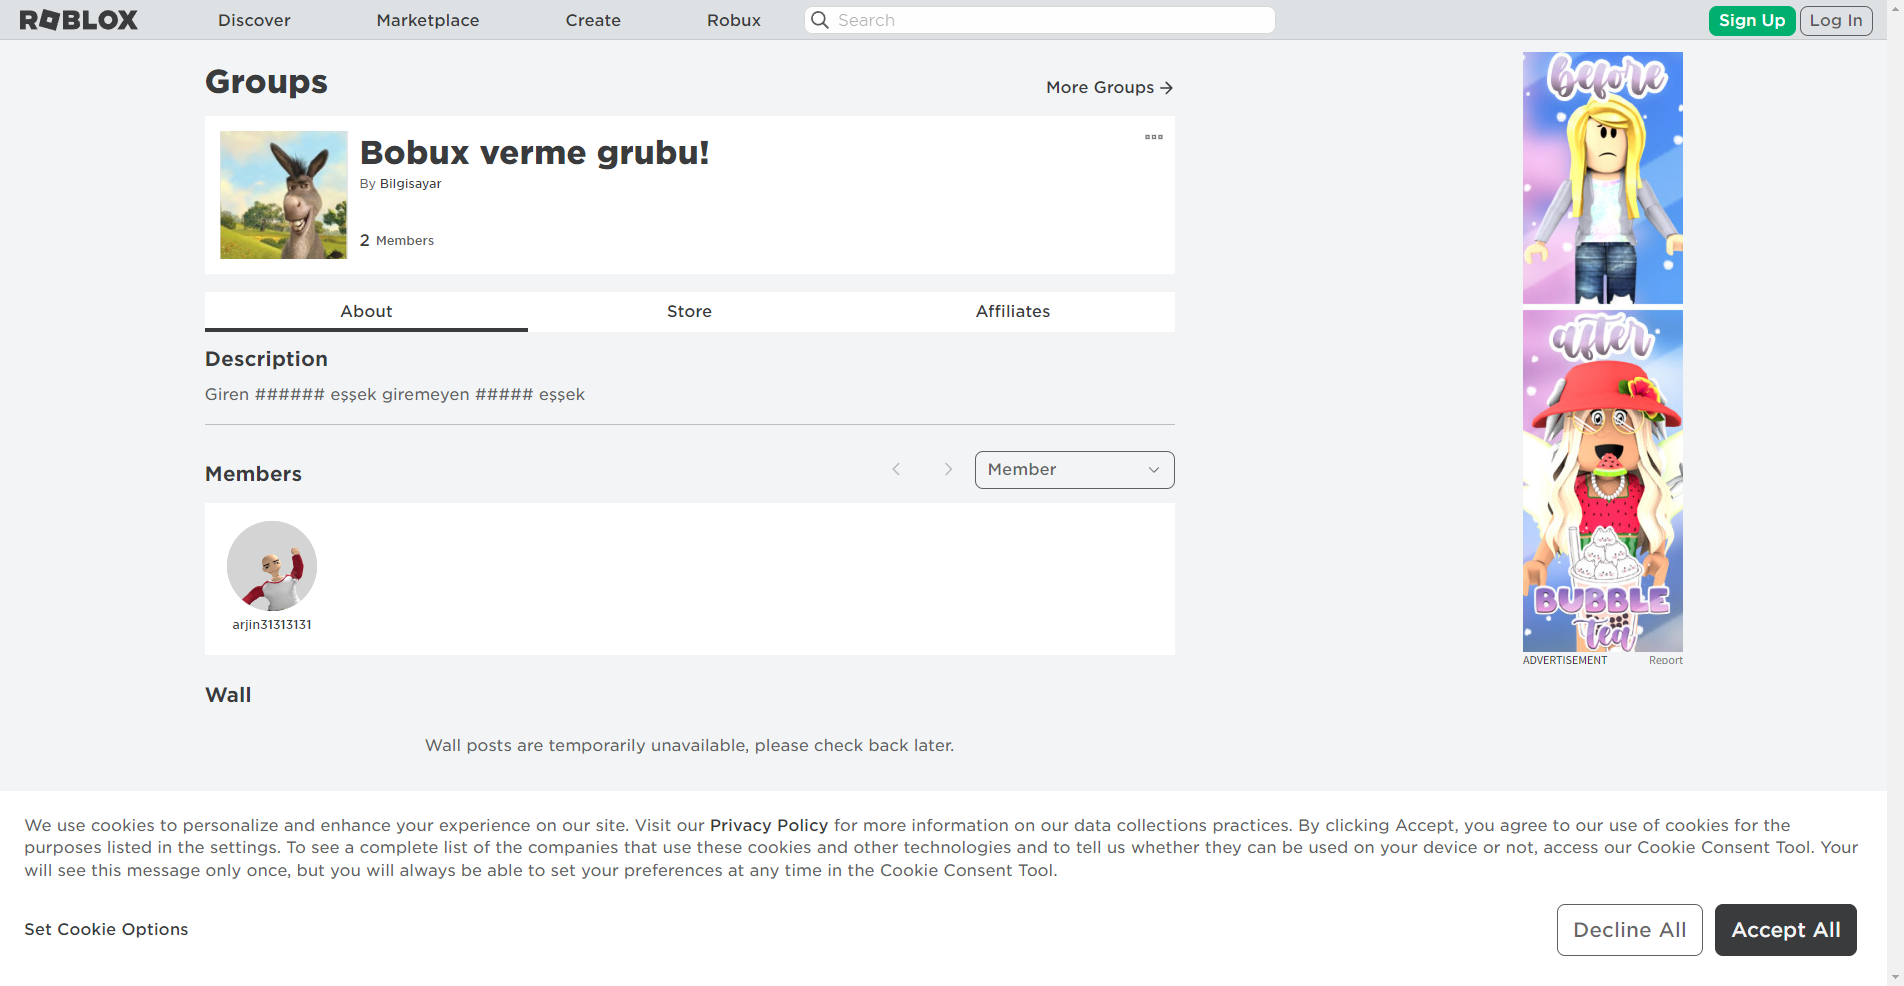 ROBLOX Discover Marketplace Create Robux Search Sign Up Log In
Groups
More Groups →
Bobux verme grubu!
By Bilgisayar
2 Members
About Store Affiliates
Description
Giren ###### eşşek giremeyen ##### eşşek
Members
Member
arjin31313131
Wall
Wall posts are temporarily unavailable, please check back later.
before
after
BUBBLE
tea
ADVERTISEMENT Report
We use cookies to personalize and enhance your experience on our site. Visit our Privacy Policy for more information on our data collections practices. By clicking Accept, you agree to our use of cookies for the
purposes listed in the settings. To see a complete list of the companies that use these cookies and other technologies and to tell us whether they can be used on your device or not, access our Cookie Consent Tool. Your
will see this message only once, but you will always be able to set your preferences at any time in the Cookie Consent Tool.
Set Cookie Options
Decline All Accept All